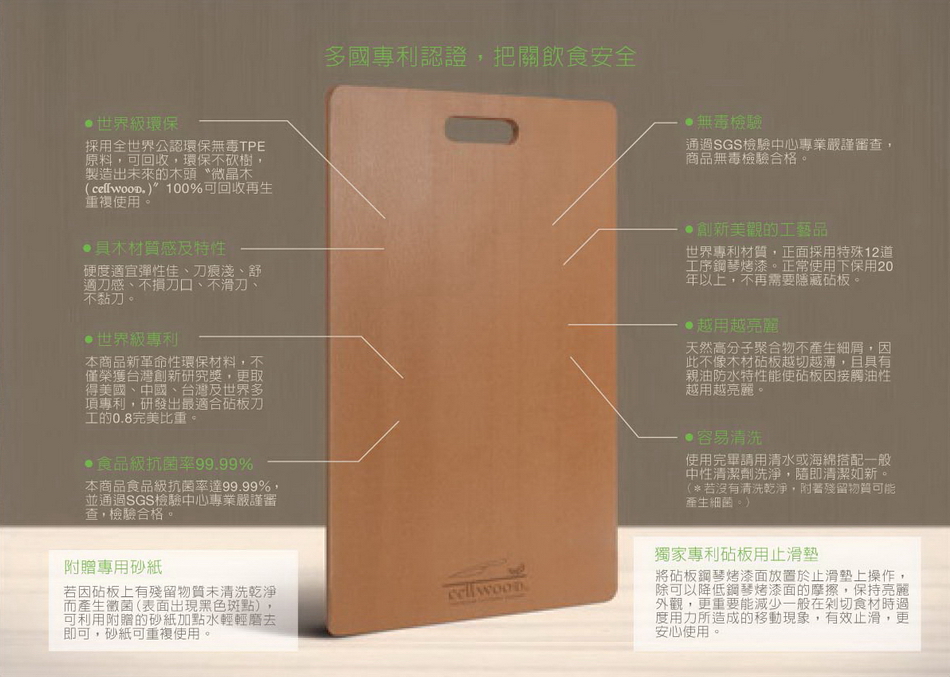 多國專利認證，把關飲食安全
●世界級環保
採用全世界公認環保無毒TPE
原料，可回收，環保不砍樹，
製造出未來的木頭〝微晶木
(cellwood®)〞100%可回收再生
重複使用。
●具木材質感及特性
硬度適宜彈性佳、刀痕淺、舒
適刀感、不損刀口、不滑刀、
不黏刀。
●世界級專利
本商品新革命性環保材料，不
僅榮獲台灣創新研究獎，更取
得美國、中國、台灣及世界多
項專利，研發出最適合砧板刀
工的0.8完美比重。
●食品級抗菌率99.99%
本商品食品級抗菌率達99.99%，
並通過SGS檢驗中心專業嚴謹審
查，檢驗合格。
●無毒檢驗
通過SGS檢驗中心專業嚴謹審查，
商品無毒檢驗合格。
●創新美觀的工藝品
世界專利材質，正面採用特殊12道
工序鋼琴烤漆。正常使用下保用20
年以上，不再需要隱藏砧板。
●越用越亮麗
天然高分子聚合物不產生細屑，因
此不像木材砧板越切越薄，且具有
親油防水特性能使砧板因接觸油性
越用越亮麗。
●容易清洗
使用完畢請用清水或海綿搭配一般
中性清潔劑洗淨，隨即清潔如新。
(＊若沒有清洗乾淨，附著殘留物質可能
產生細菌。)
cellwood
附贈專用砂紙
若因砧板上有殘留物質未清洗乾淨
而產生黴菌(表面出現黑色斑點)，
可利用附贈的砂紙加點水輕輕磨去
即可，砂紙可重複使用。
獨家專利砧板用止滑墊
將砧板鋼琴烤漆面放置於止滑墊上操作，
除可以降低鋼琴烤漆面的摩擦，保持亮麗
外觀，更重要能減少一般在剁切食材時過
度用力所造成的移動現象，有效止滑，更
安心使用。